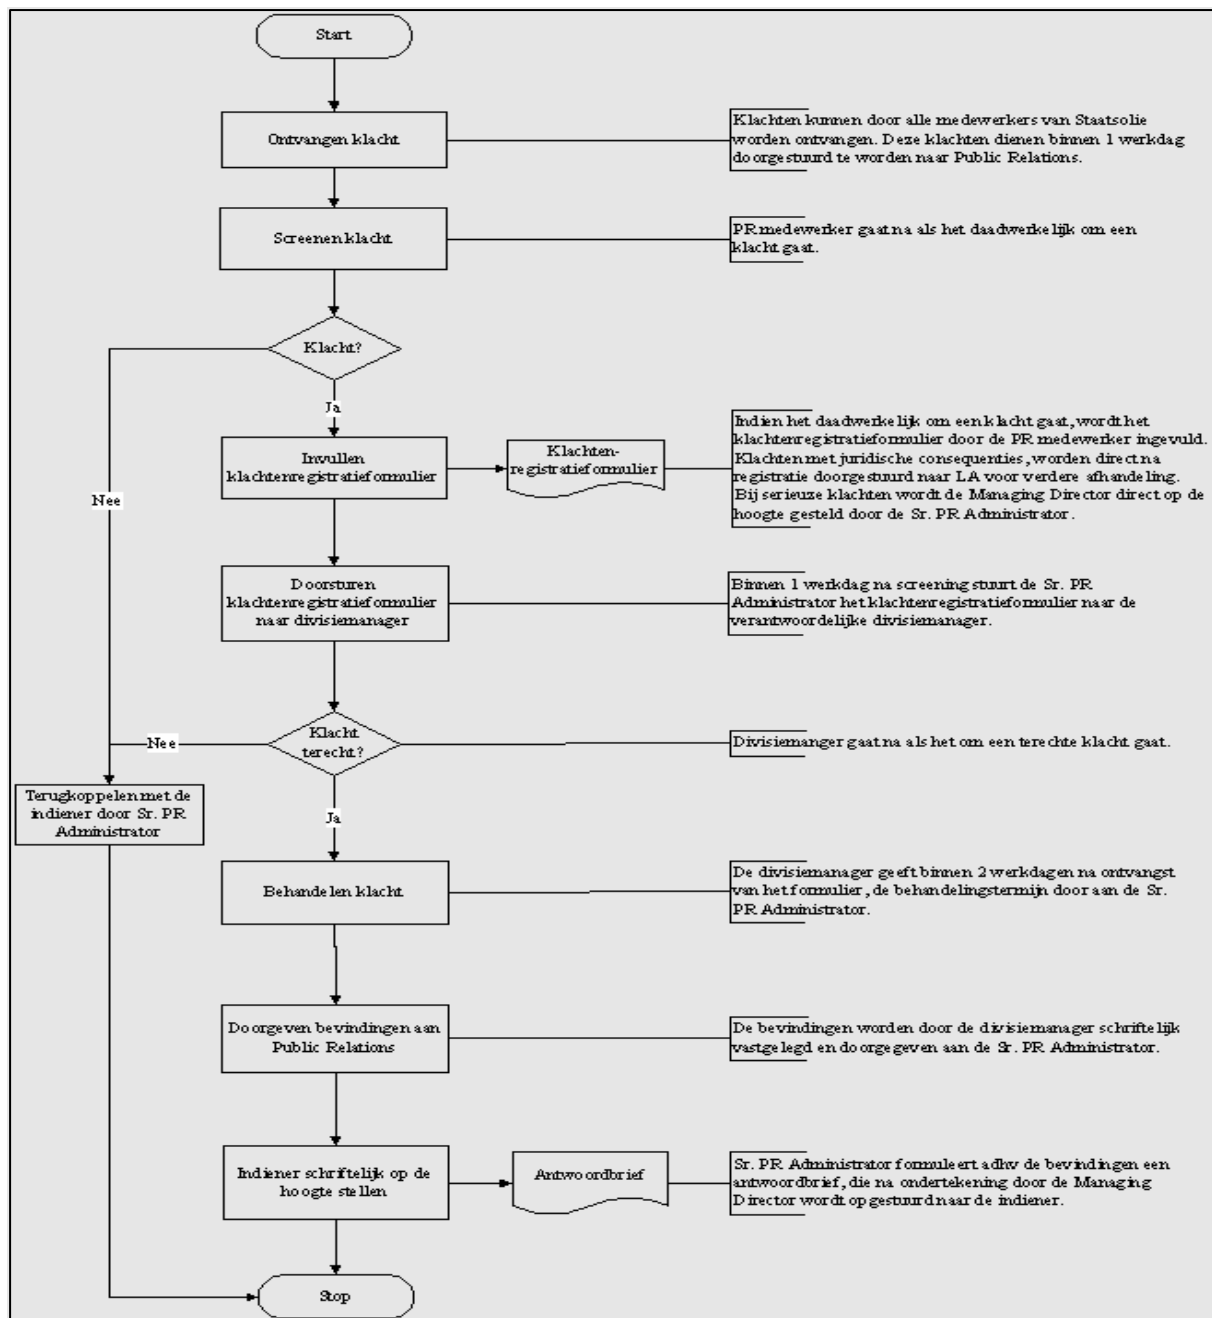 Start
Ontvangen klacht
Klachten kunnen door alle medewerkers van Staatsolie
worden ontvangen. Deze klachten dienen binnen 1 werkdag
doorgestuurd te worden naar Public Relations.
Screenen klacht
PR medewerker gaat na als het daadwerkelijk om een
klacht gaat.
Klacht?
Nee
Ja
Invullen
klachtenregistratieformulier
Klachten-
registratieformulier
Indien het daadwerkelijk om een klacht gaat, wordt het
klachtenregistratieformulier door de PR medewerker ingevuld.
Klachten met juridische consequenties, worden direct na
registratie doorgestuurd naar LA voor verdere afhandeling.
Bij serieuze klachten wordt de Managing Director direct op de
hoogte gesteld door de Sr. PR Administrator.
Doorsturen
klachtenregistratieformulier
naar divisiemanager
Binnen 1 werkdag na screening stuurt de Sr. PR
Administrator het klachtenregistratieformulier naar de
verantwoordelijke divisiemanager.
Klacht
terecht?
Nee
Divisiemanger gaat na als het om een terechte klacht gaat.
Terugkoppelen met de
indiener door Sr. PR
Administrator
Ja
Behandelen klacht
De divisiemanager geeft binnen 2 werkdagen na ontvangst
van het formulier, de behandelingstermijn door aan de Sr.
PR Administrator.
Doorgeven bevindingen aan
Public Relations
De bevindingen worden door de divisiemanager schriftelijk
vastgelegd en doorgegeven aan de Sr. PR Administrator.
Indiener schriftelijk op de
hoogte stellen
Antwoordbrief
Sr. PR Administrator formuleert adhv de bevindingen een
antwoordbrief, die na ondertekening door de Managing
Director wordt opgestuurd naar de indiener.
Stop